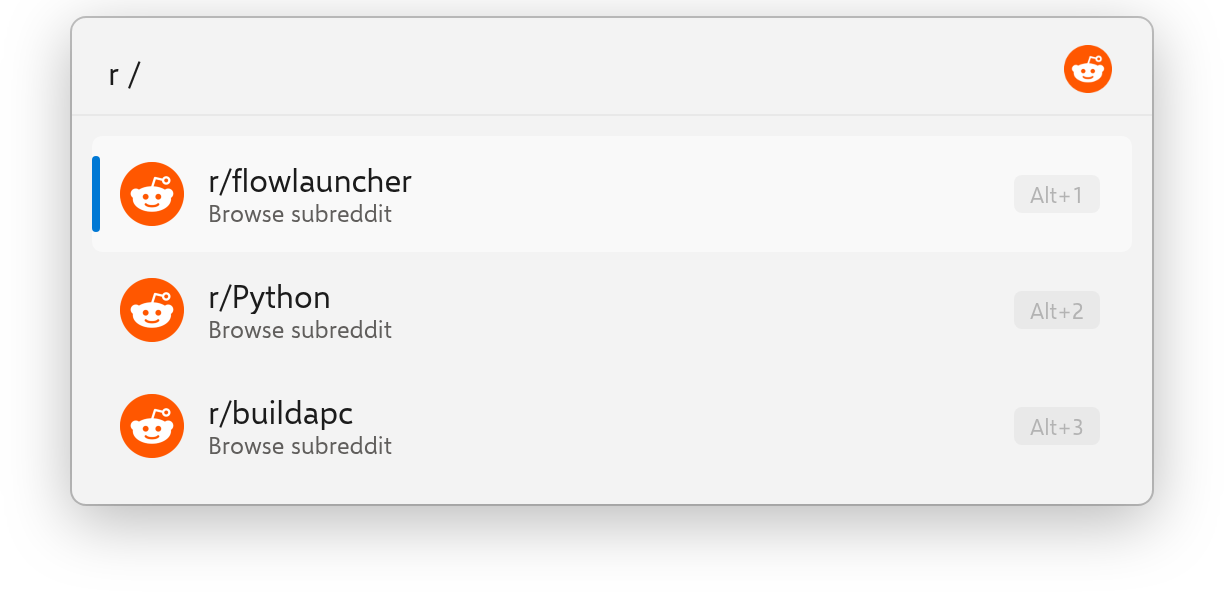 r /
r/flowlauncher
Browse subreddit
Alt+1
r/Python
Browse subreddit
Alt+2
r/buildapc
Browse subreddit
Alt+3